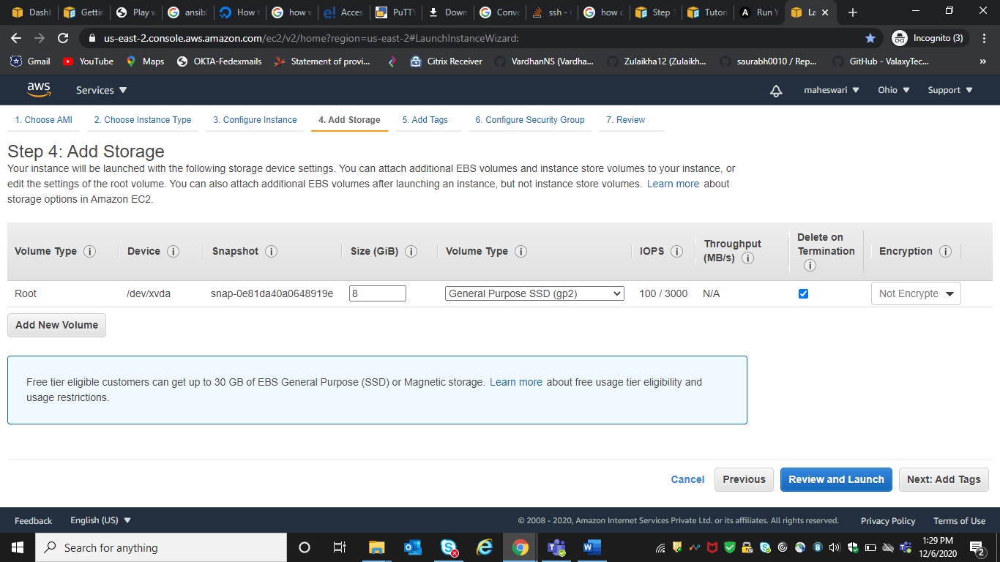 Dashb
Gettin
Play w
ansibl
How t
how w
Acces
PuTTY
Down
Conve
ssh -
how c
Step 1
Tutori
Run Y
La
us-east-2.console.aws.amazon.com/ec2/v2/home?region=us-east-2#LaunchInstanceWizard:
Incognito (3)
Gmail
YouTube
Maps
OKTA-Fedexmails
Statement of provi...
Citrix Receiver
VardhanNS (Vardha...
Zulaikha12 (Zulaikh...
saurabh0010 / Rep...
GitHub - ValaxyTec...
»
aws
Services
maheswari
Ohio
Support
1. Choose AMI
2. Choose Instance Type
3. Configure Instance
4. Add Storage
5. Add Tags
6. Configure Security Group
7. Review
Step 4: Add Storage
Your instance will be launched with the following storage device settings. You can attach additional EBS volumes and instance store volumes to your instance, or
edit the settings of the root volume. You can also attach additional EBS volumes after launching an instance, but not instance store volumes. Learn more about
storage options in Amazon EC2.
Volume Type
Device
Snapshot
Size (GiB)
Volume Type
IOPS
Throughput
(MB/s)
Delete on
Termination
Encryption
Root
/dev/xvda
snap-0e81da40a0648919e
8
General Purpose SSD (gp2)
100 / 3000
N/A
Not Encrypte
Add New Volume
Free tier eligible customers can get up to 30 GB of EBS General Purpose (SSD) or Magnetic storage. Learn more about free usage tier eligibility and
usage restrictions.
Cancel
Previous
Review and Launch
Next: Add Tags
Feedback
English (US)
© 2008 - 2020, Amazon Internet Services Private Ltd. or its affiliates. All rights reserved.
Privacy Policy
Terms of Use
Search for anything
1:29 PM
12/6/2020
2